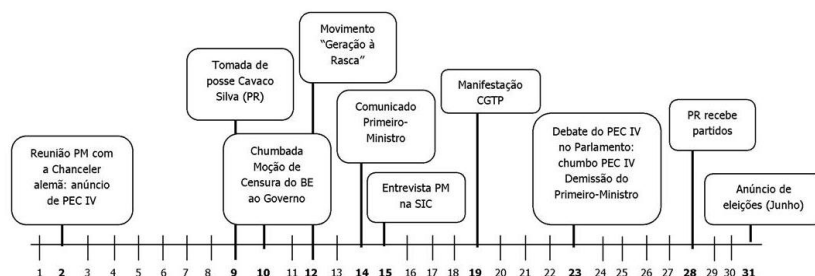 Reunião PM com
a Chanceler
alemã: anúncio
de PEC IV
Tomada de
posse Cavaco
Silva (PR)
Chumbada
Moção de
Censura do BE
ao Governo
Movimento
“Geração à
Rasca”
Comunicado
Primeiro-
Ministro
Entrevista PM
na SIC
Manifestação
CGTP
Debate do PEC IV
no Parlamento:
chumbo PEC IV
Demissão do
Primeiro-Ministro
PR recebe
partidos
Anúncio de
eleições (Junho)
1 2 3 4 5 6 7 8 9 10 11 12 13 14 15 16 17 18 19 20 21 22 23 24 25 26 27 28 29 30 31